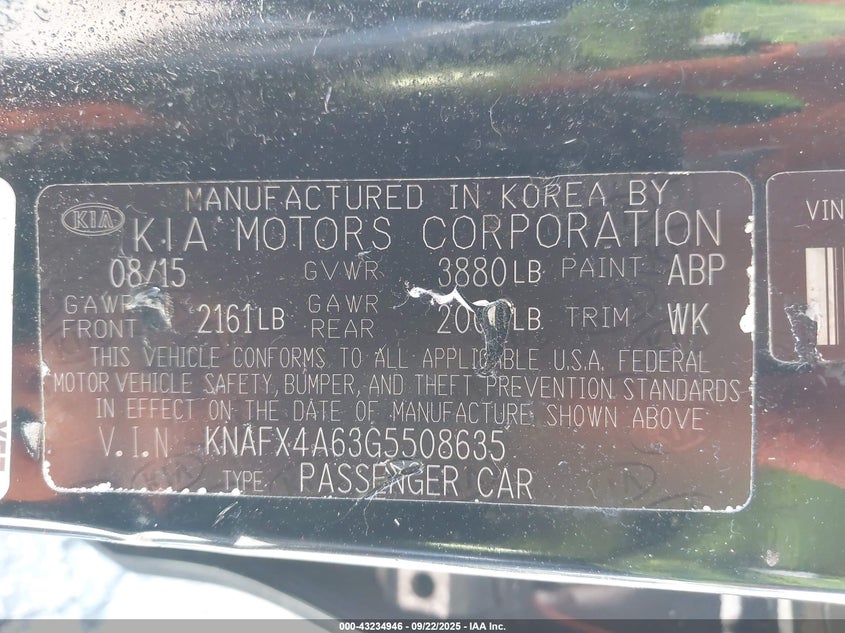 MANUFACTURED IN KOREA BY
KIA KIA MOTORS CORPORATION
08/15 GVWR 3880 LB PAINT ABP
GAWR FRONT 2161 LB GAWR REAR LB TRIM WK
THIS VEHICLE CONFORMS TO ALL APPLICABLE U.S.A. FEDERAL
MOTOR VEHICLE SAFETY, BUMPER, AND THEFT PREVENTION STANDARDS
IN EFFECT ON THE DATE OF MANUFACTURE SHOWN ABOVE
V.I.N KNAFX4A63G5508635
TYPE PASSENGER CAR
VIN
000-43234946 - 09/22/2025 - IAA Inc.